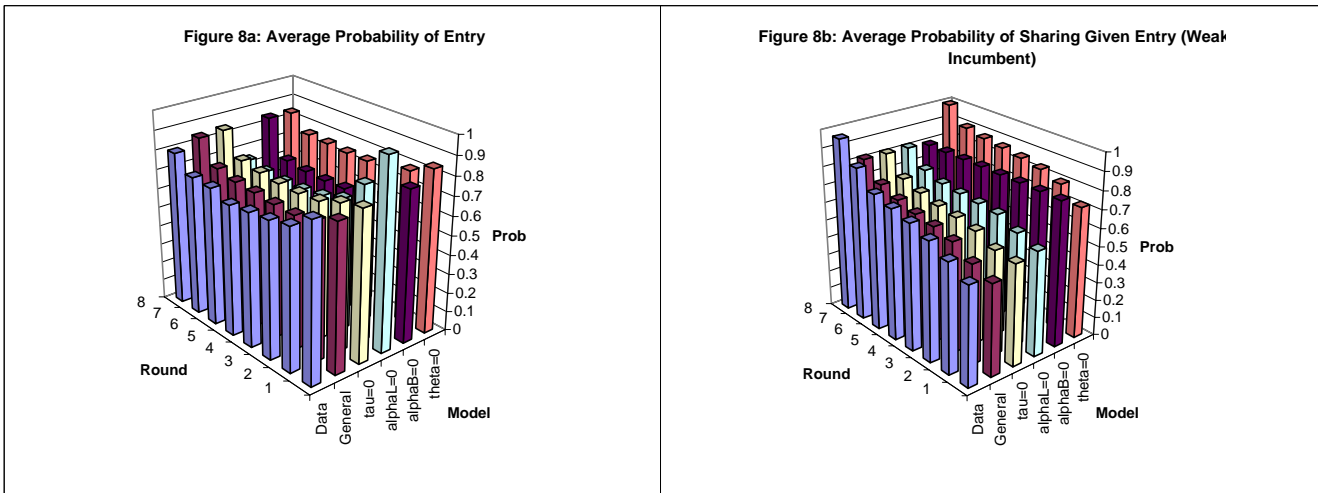 Figure 8a: Average Probability of Entry
1
0.9
0.8
0.7
0.6
0.5
0.4
0.3
0.2
0.1
0
Prob
8
7
6
5
4
3
2
1
Round
Data
General
tau=0
alphaL=0
alphaB=0
theta=0
Model
Figure 8b: Average Probability of Sharing Given Entry (Weak
Incumbent)
1
0.9
0.8
0.7
0.6
0.5
0.4
0.3
0.2
0.1
0
Prob
8
7
6
5
4
3
2
1
Round
Data
General
tau=0
alphaL=0
alphaB=0
theta=0
Model